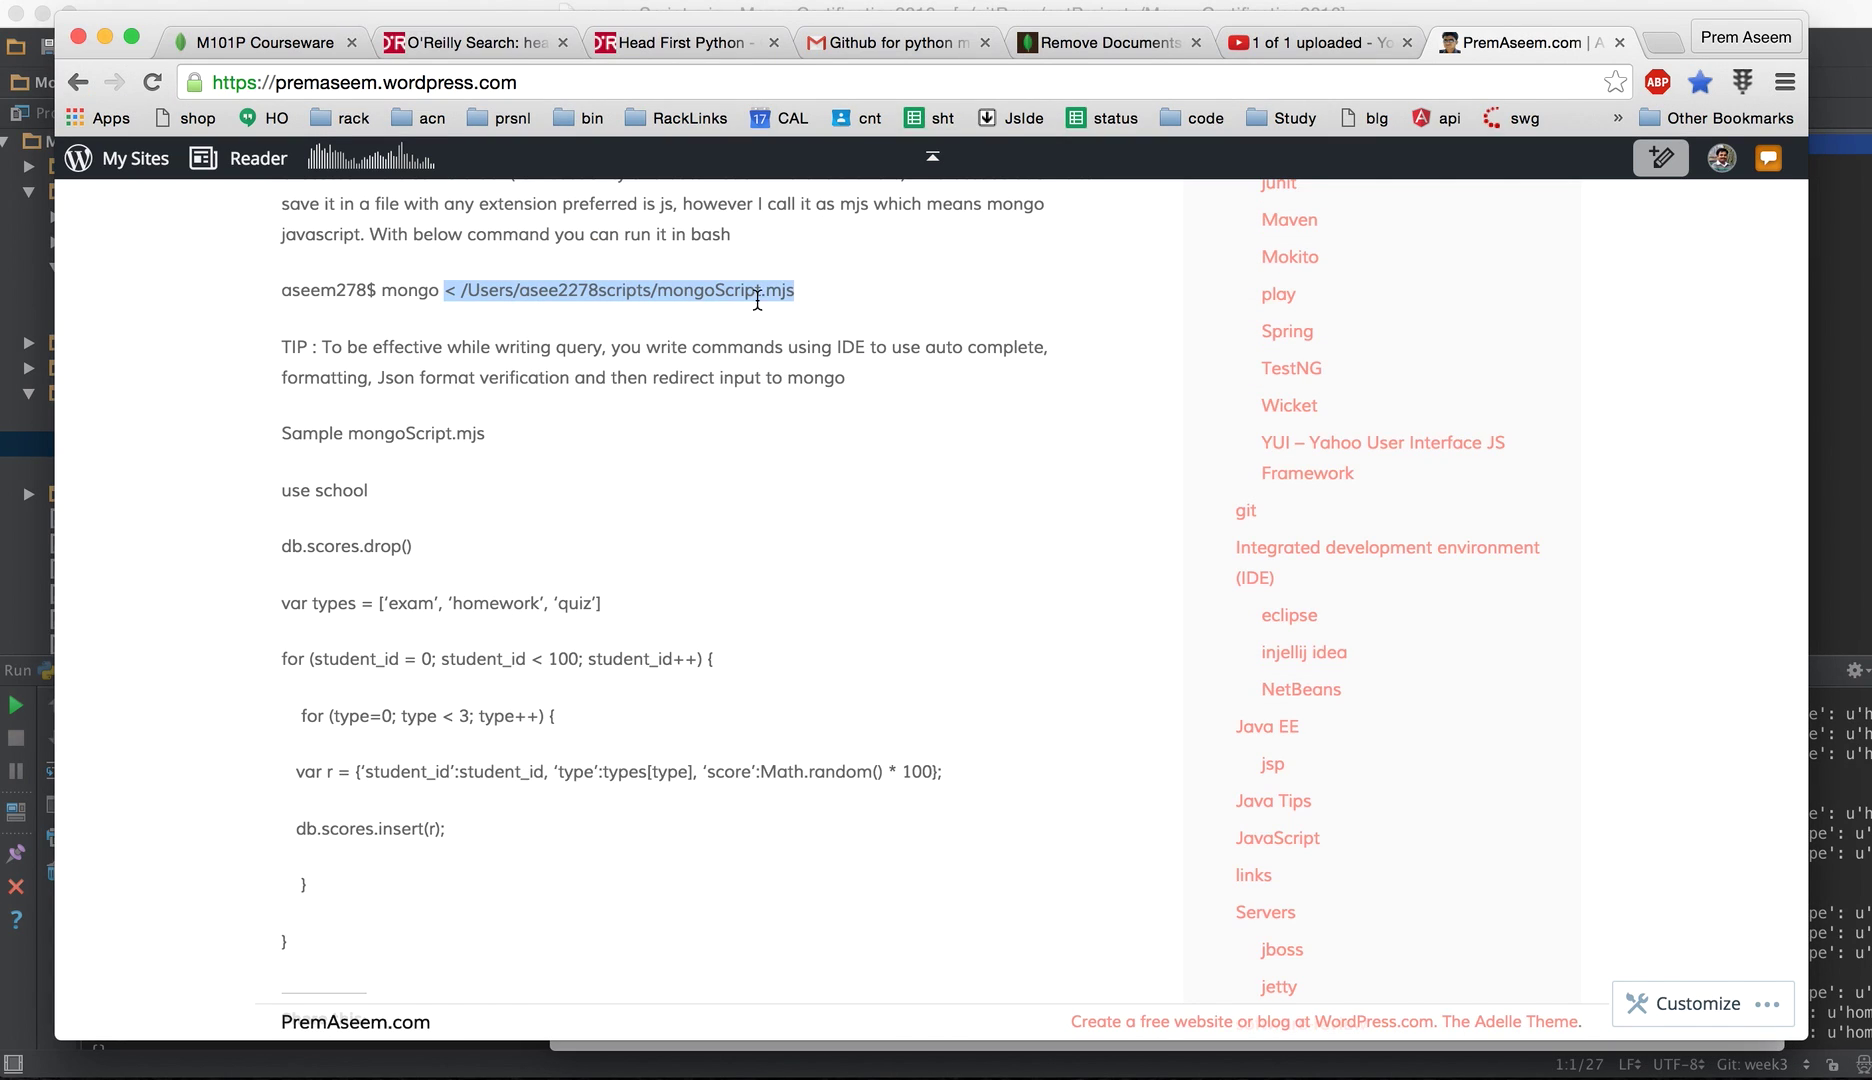 M101P Courseware
O'Reilly Search: hea
Head First Python -
Github for python m
Remove Documents
1 of 1 uploaded - Yo
PremAseem.com | A
Prem Aseem
https://premaseem.wordpress.com
ABP
Apps shop HO rack acn prsnl bin RackLinks 17 CAL cnt sht JsIde status code Study blg api swg » Other Bookmarks
My Sites Reader
save it in a file with any extension preferred is js, however I call it as mjs which means mongo
javascript. With below command you can run it in bash
aseem278$ mongo < /Users/asee2278scripts/mongoScript.mjs
TIP : To be effective while writing query, you write commands using IDE to use auto complete,
formatting, Json format verification and then redirect input to mongo
Sample mongoScript.mjs
use school
db.scores.drop()
var types = [‘exam’, ‘homework’, ‘quiz’]
for (student_id = 0; student_id < 100; student_id++) {
for (type=0; type < 3; type++) {
var r = {‘student_id’:student_id, ‘type’:types[type], ‘score’:Math.random() * 100};
db.scores.insert(r);
}
}
junit
Maven
Mokito
play
Spring
TestNG
Wicket
YUI – Yahoo User Interface JS
Framework
git
Integrated development environment
(IDE)
eclipse
injellij idea
NetBeans
Java EE
jsp
Java Tips
JavaScript
links
Servers
jboss
jetty
Customize
PremAseem.com
Create a free website or blog at WordPress.com. The Adelle Theme.
Run
1:1/27 LF UTF-8 Git: week3